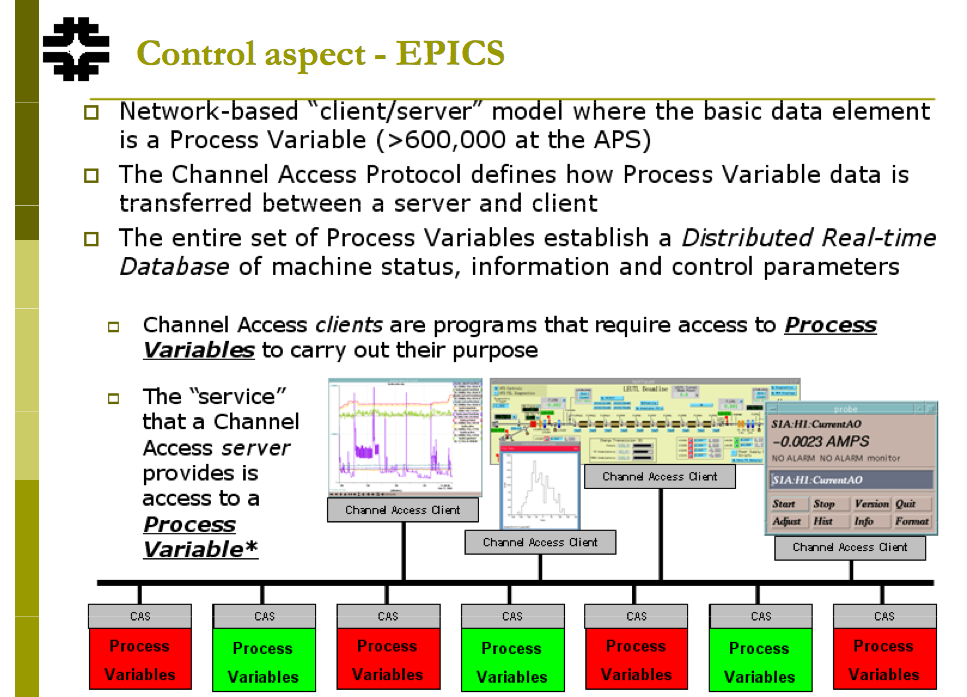 Control aspect - EPICS
Network-based “client/server” model where the basic data element
is a Process Variable (>600,000 at the APS)
The Channel Access Protocol defines how Process Variable data is
transferred between a server and client
The entire set of Process Variables establish a Distributed Real-time
Database of machine status, information and control parameters
Channel Access clients are programs that require access to Process
Variables to carry out their purpose
The “service”
that a Channel
Access server
provides is
access to a
Process
Variable*
LEUTL Beamline
probe
S1A:H1:CurrentAO
-0.0023 AMPS
NO ALARM NO ALARM monitor
S1A:H1:CurrentAO
Start Stop Version Quit
Adjust Hist Info Format
Channel Access Client
Channel Access Client
Channel Access Client
Channel Access Client
CAS CAS CAS CAS CAS CAS CAS
Process Process Process Process Process Process Process
Variables Variables Variables Variables Variables Variables Variables